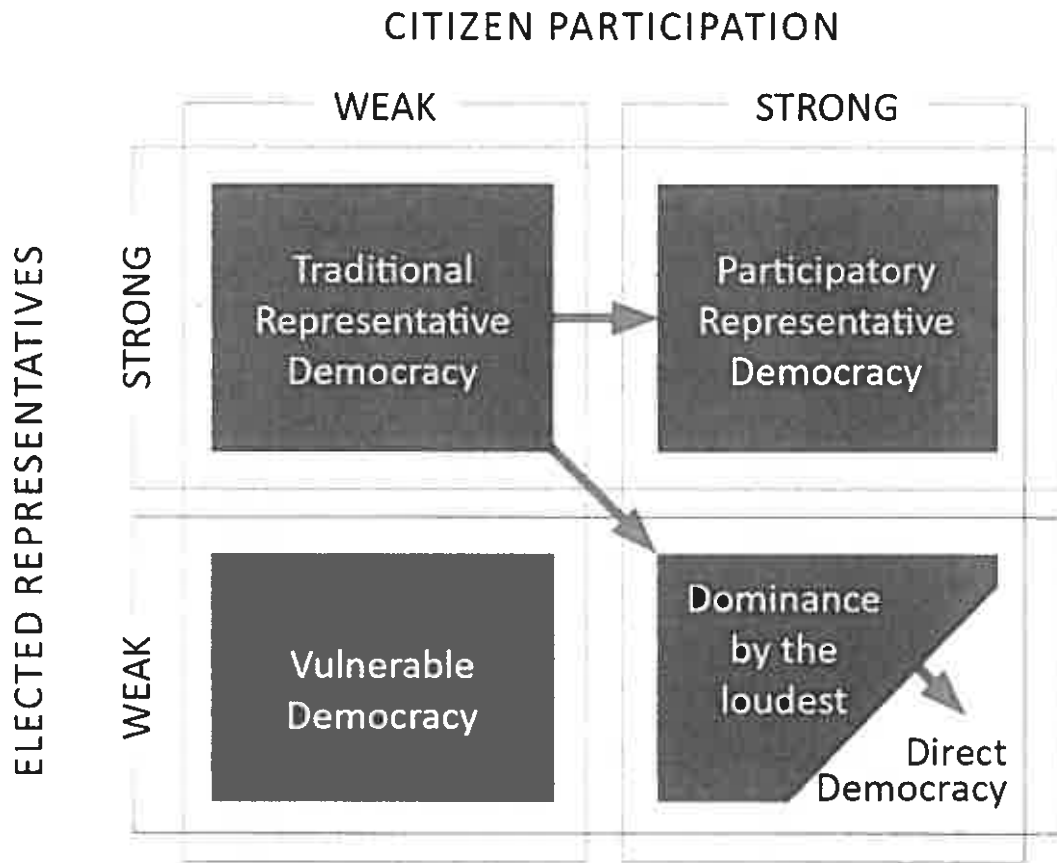 CITIZEN PARTICIPATION
WEAK
STRONG
ELECTED REPRESENTATIVES
STRONG
Traditional
Representative
Democracy
Participatory
Representative
Democracy
WEAK
Vulnerable
Democracy
Dominance
by the
loudest
Direct
Democracy